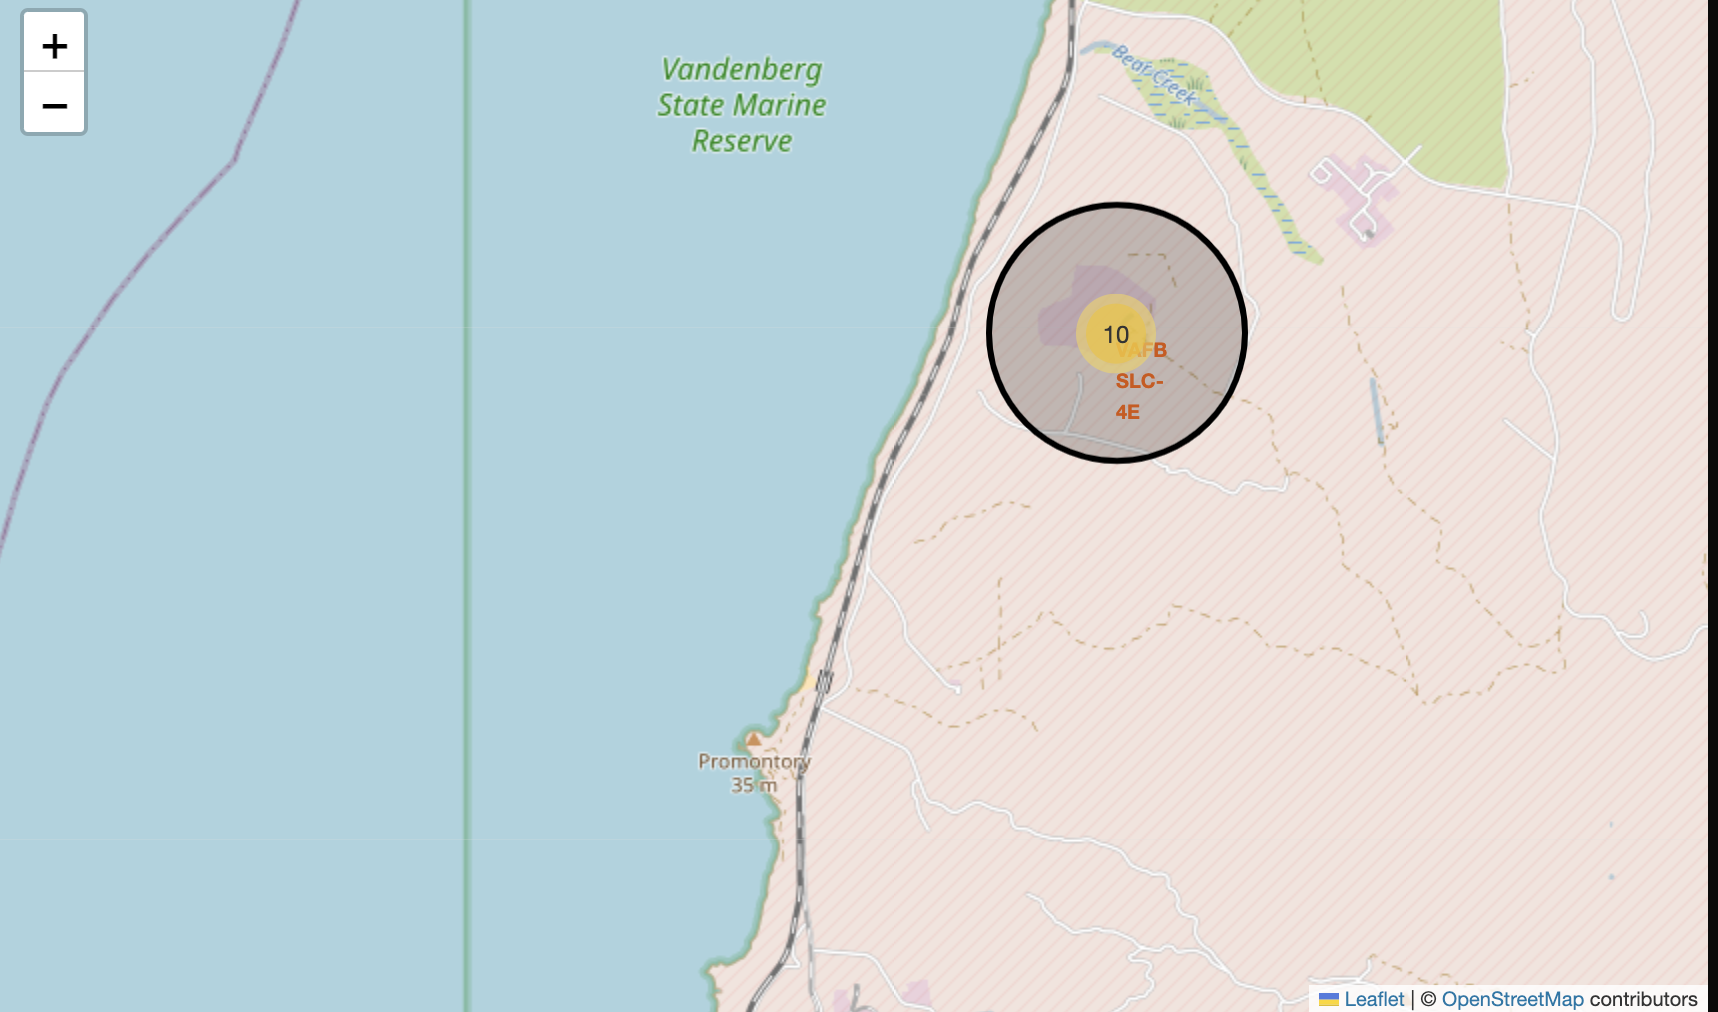 +
−
Vandenberg
State Marine
Reserve
Bear Creek
10
VAFB
SLC-
4E
Promontory
35 m
Leaflet | © OpenStreetMap contributors